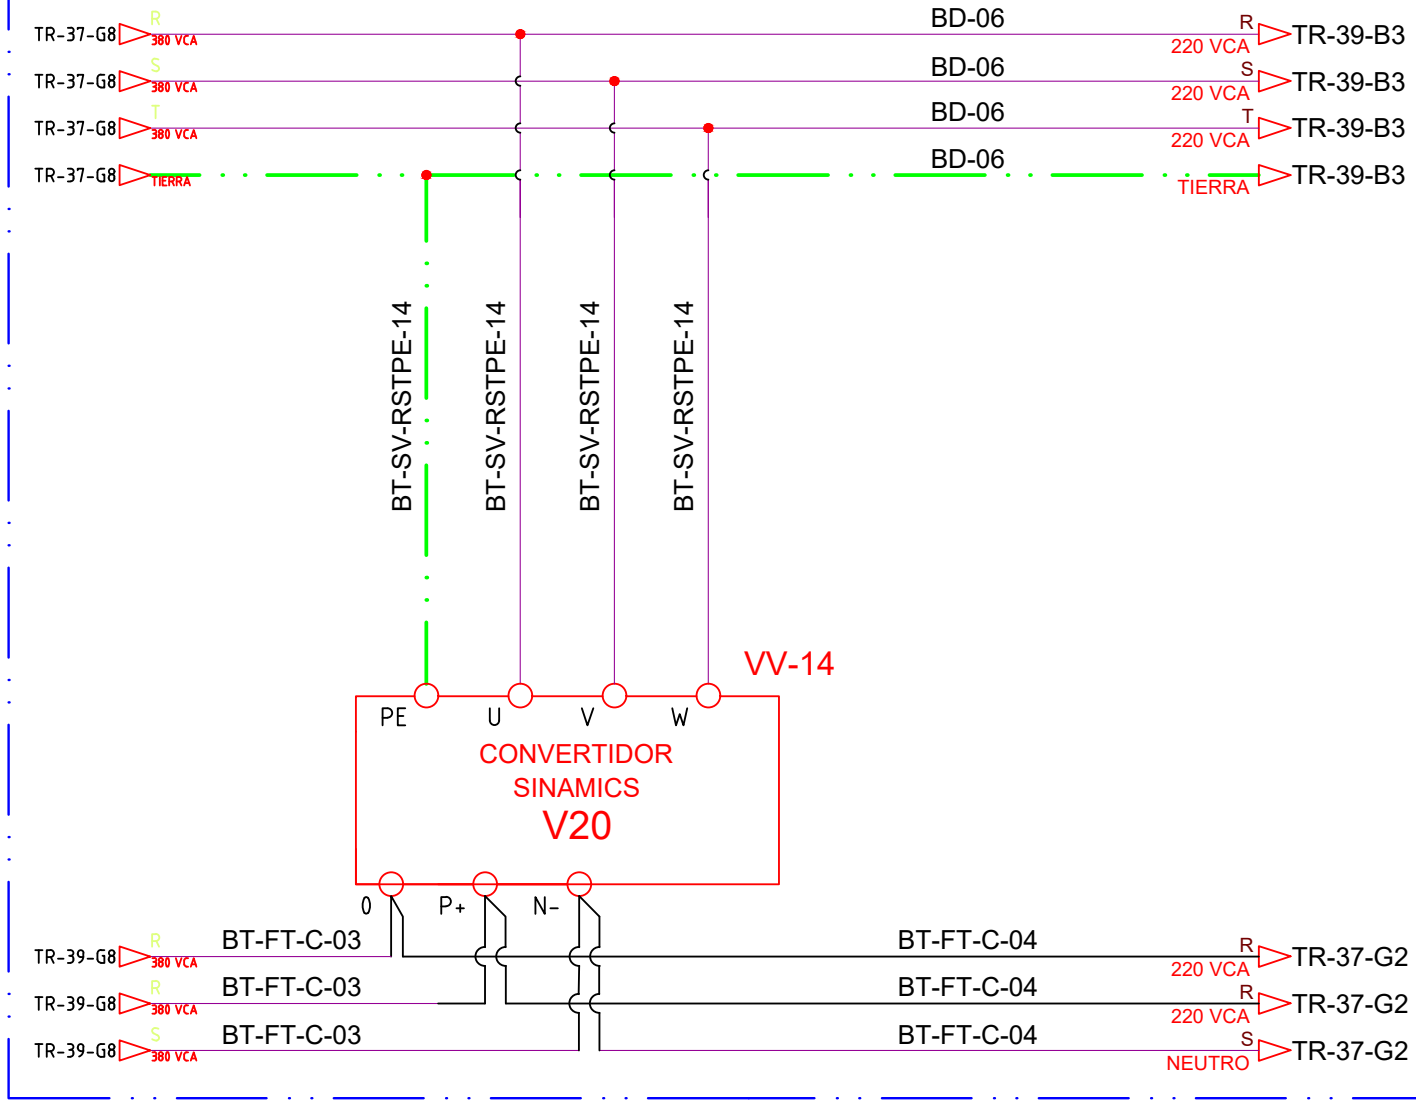 TR-37-G8 R 380 VCA BD-06 R 220 VCA TR-39-B3
TR-37-G8 S 380 VCA BD-06 S 220 VCA TR-39-B3
TR-37-G8 T 380 VCA BD-06 T 220 VCA TR-39-B3
TR-37-G8 TIERRA BD-06 TIERRA TR-39-B3
BT-SV-RSTPE-14
BT-SV-RSTPE-14
BT-SV-RSTPE-14
BT-SV-RSTPE-14
VV-14
PE U V W
CONVERTIDOR
SINAMICS
V20
0 P+ N-
TR-39-G8 R 380 VCA BT-FT-C-03 BT-FT-C-04 R 220 VCA TR-37-G2
TR-39-G8 R 380 VCA BT-FT-C-03 BT-FT-C-04 R 220 VCA TR-37-G2
TR-39-G8 S 380 VCA BT-FT-C-03 BT-FT-C-04 S NEUTRO TR-37-G2